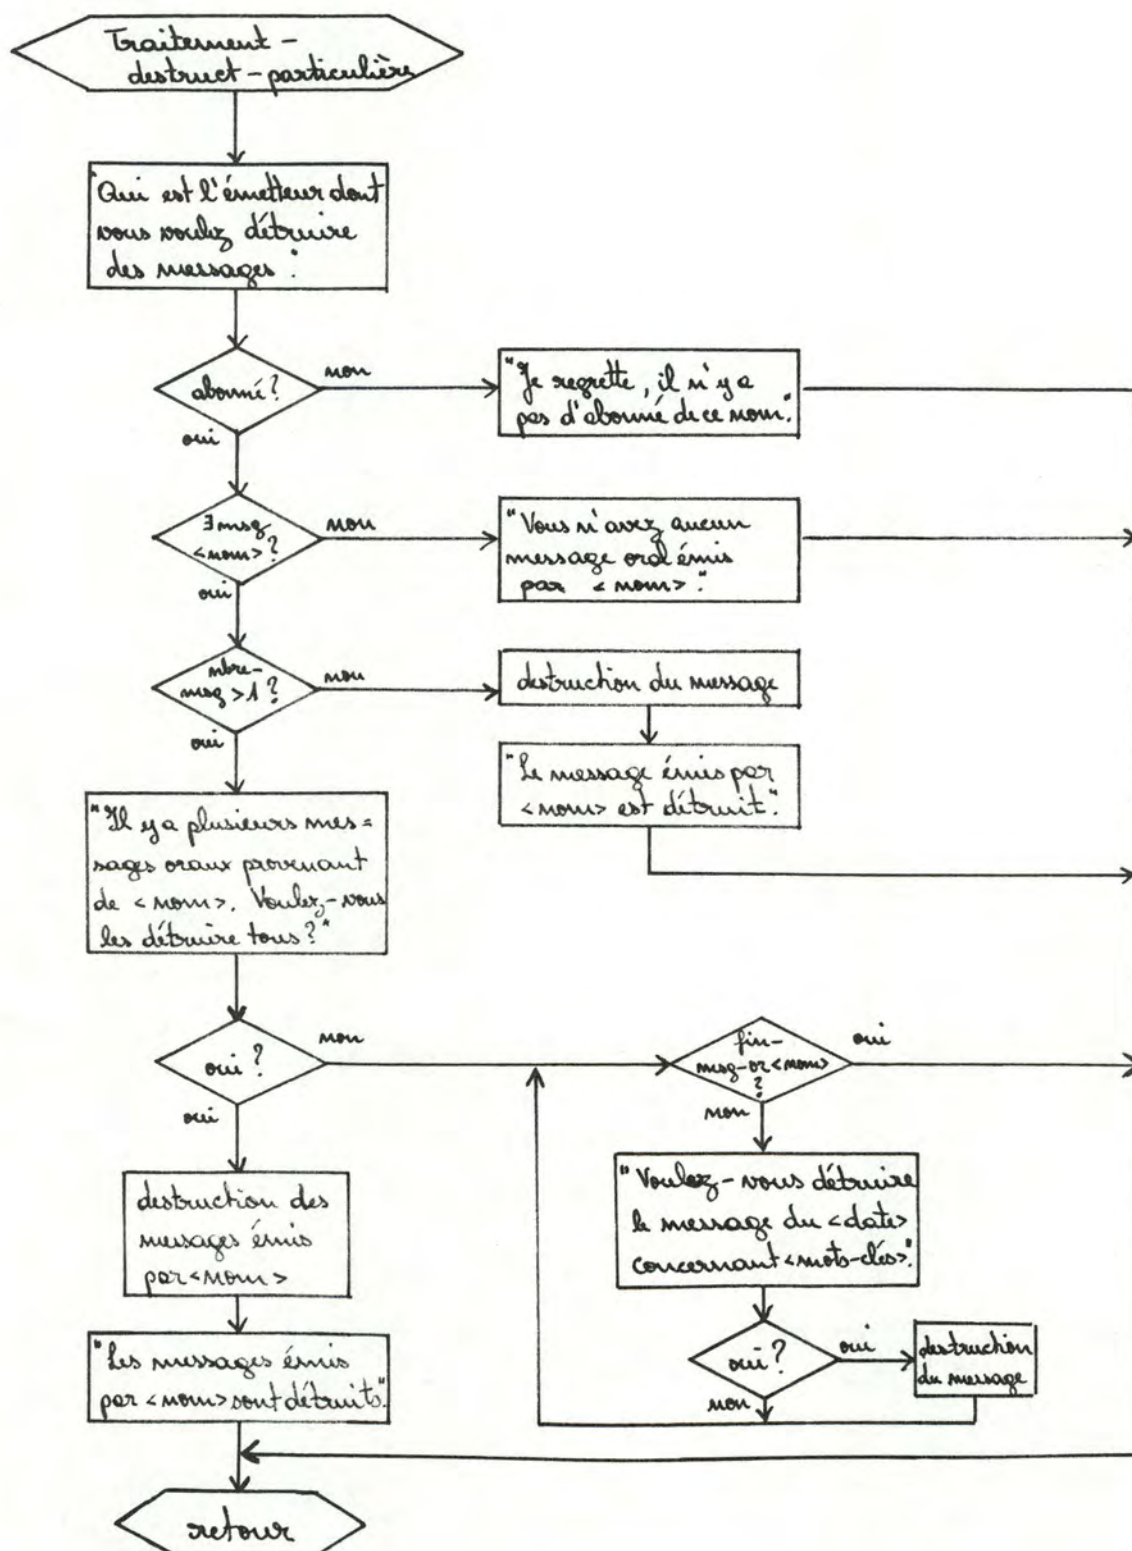 Traitement -
destruct - particulière
"Qui est l'émetteur dont
vous voulez détruire
des messages :"
abonné ?
non
"Je regrette, il n'y a
pas d'abonné de ce nom."
oui
∃ msg
<nom> ?
non
"Vous n'avez aucun
message oral émis
par <nom>."
oui
nbre-
msg > 1 ?
non
destruction du message
oui
"Le message émis par
<nom> est détruit."
"Il y a plusieurs mes=
sages oraux provenant
de <nom>. Voulez-vous
les détruire tous ?"
oui ?
non
fin-
msg-or<nom>
?
oui
oui
non
destruction des
messages émis
par <nom>
"Voulez-vous détruire
le message du <date>
concernant <mots-clés>."
"Les messages émis
par <nom> sont détruits."
oui ?
oui
destruction
du message
non
retour